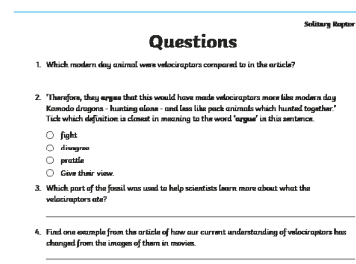 Solitary Raptor
Questions
1. Which modern day animal were velociraptors compared to in the article?
2. 'Therefore, they argue that this would have made velociraptors more like modern day
Komodo dragons - hunting alone - and less like pack animals which hunted together.'
Tick which definition is closest in meaning to the word 'argue' in this sentence.
fight
disagree
prattle
Give their view.
3. Which part of the fossil was used to help scientists learn more about what the
velociraptors ate?
4. Find one example from the article of how our current understanding of velociraptors has
changed from the images of them in movies.